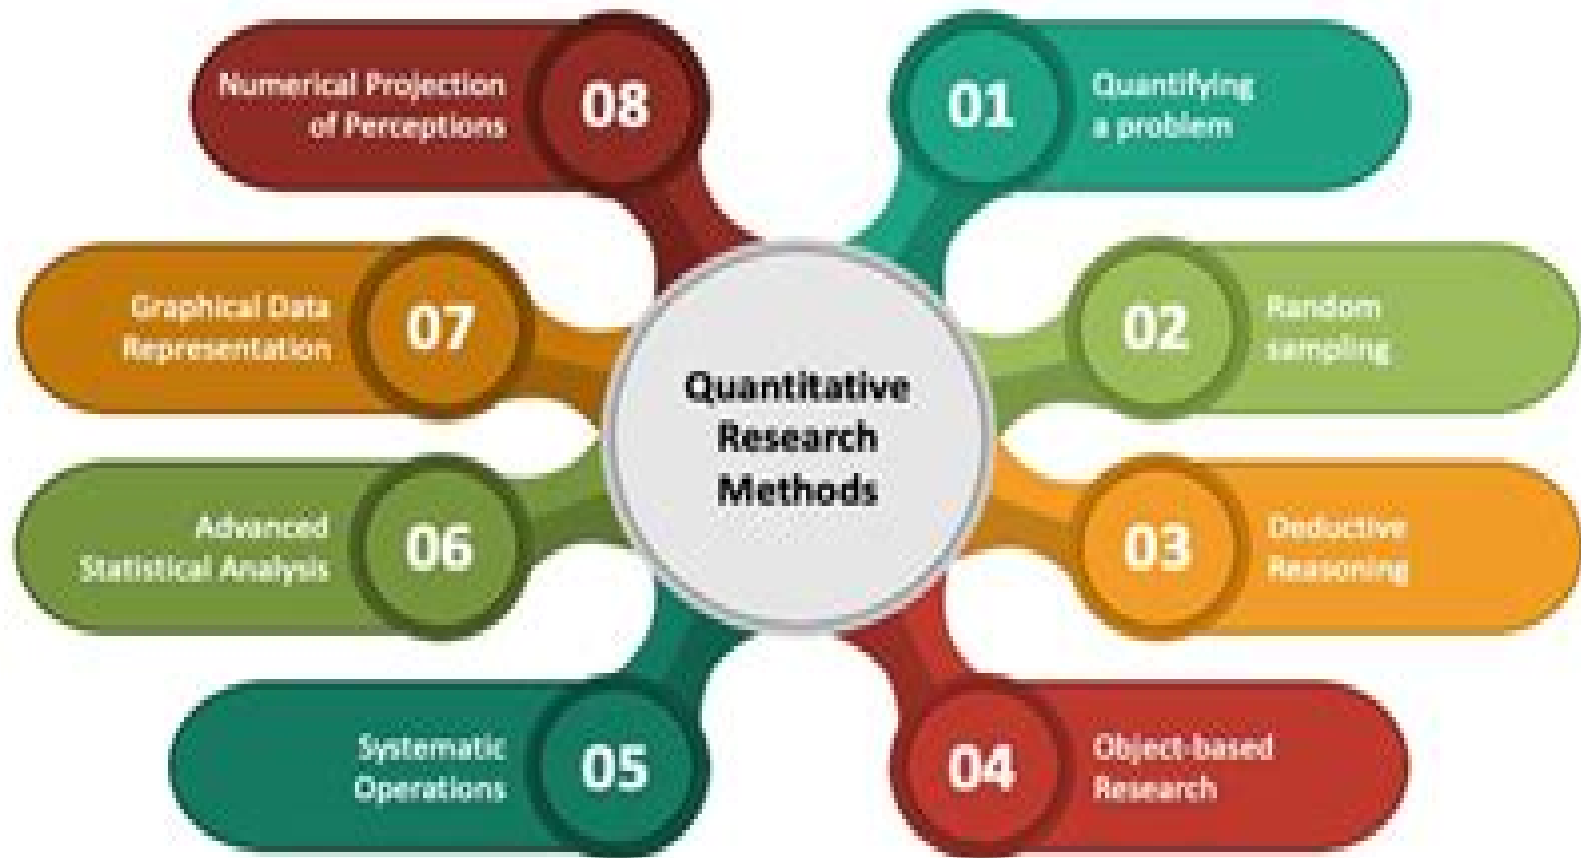 Quantitative
Research
Methods
01
Quantifying
a problem
02
Random
sampling
03
Deductive
Reasoning
04
Object-based
Research
05
Systematic
Operations
06
Advanced
Statistical Analysis
07
Graphical Data
Representation
08
Numerical Projection
of Perceptions